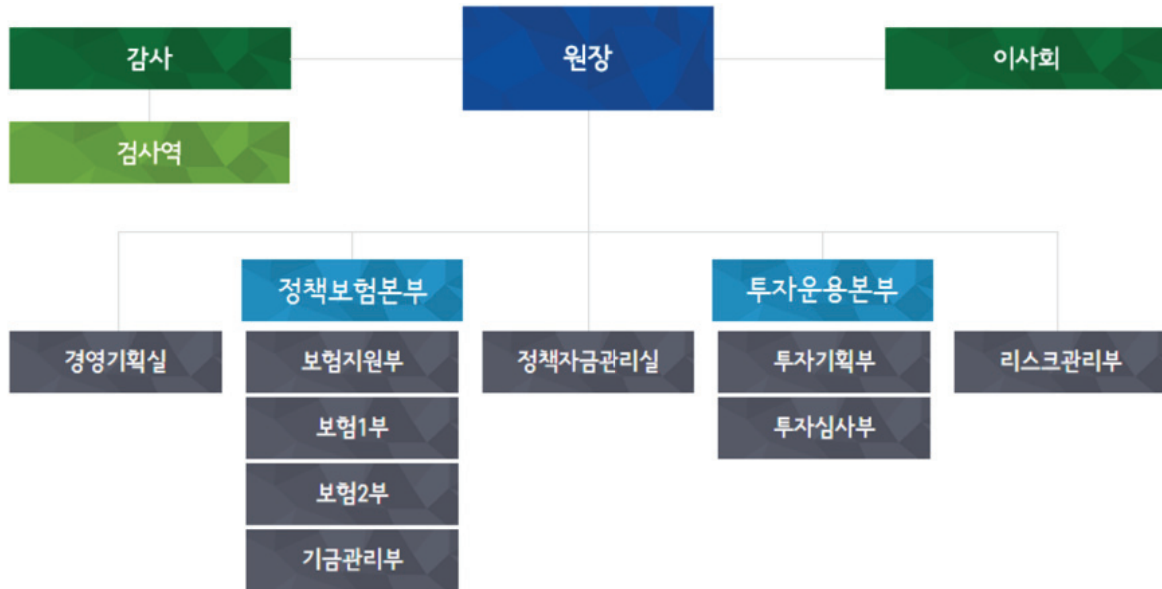 감사
원장
이사회
검사역
정책보험본부
투자운용본부
경영기획실
보험지원부
정책자금관리실
투자기획부
리스크관리부
보험1부
투자심사부
보험2부
기금관리부